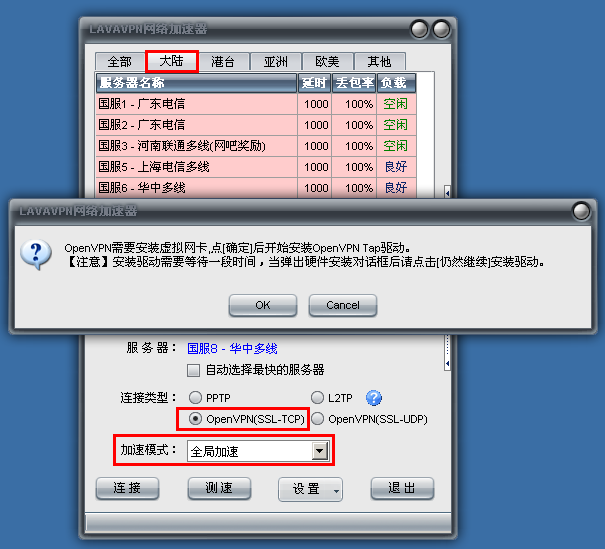 LAVAVPN网络加速器
全部 大陆 港台 亚洲 欧美 其他
服务器名称 延时 丢包率 负载
国服1 - 广东电信 1000 100% 空闲
国服2 - 广东电信 1000 100% 空闲
国服3 - 河南联通多线(网吧奖励) 1000 100% 空闲
国服5 - 上海电信多线 1000 100% 良好
国服6 - 华中多线 1000 100% 良好
LAVAVPN网络加速器
OpenVPN需要安装虚拟网卡,点[确定]后开始安装OpenVPN Tap驱动。
【注意】安装驱动需要等待一段时间，当弹出硬件安装对话框后请点击[仍然继续]安装驱动。
OK Cancel
服务器： 国服8 - 华中多线
自动选择最快的服务器
连接类型： PPTP L2TP
OpenVPN(SSL-TCP) OpenVPN(SSL-UDP)
加速模式： 全局加速
连接 测速 设置 退出